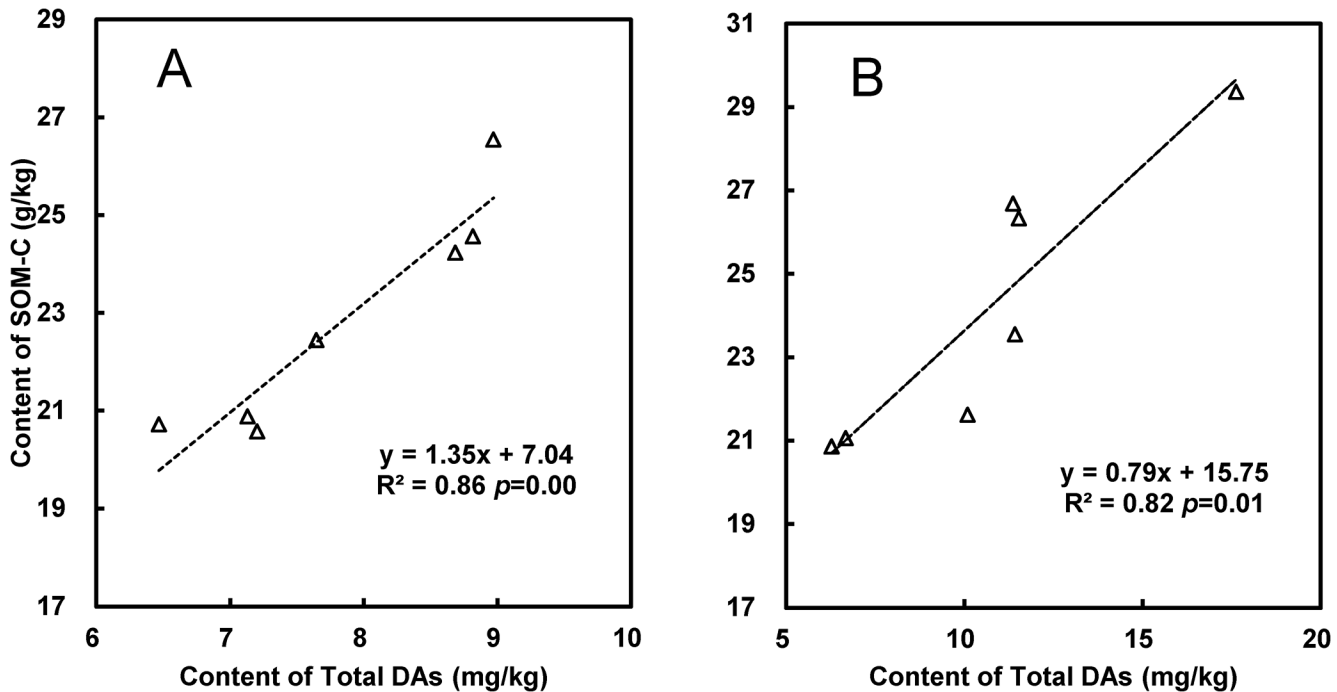 A
29
27
25
23
21
19
17
Content of SOM-C (g/kg)
y = 1.35x + 7.04
R² = 0.86 p=0.00
6 7 8 9 10
Content of Total DAs (mg/kg)
B
31
29
27
25
23
21
19
17
y = 0.79x + 15.75
R² = 0.82 p=0.01
5 10 15 20
Content of Total DAs (mg/kg)